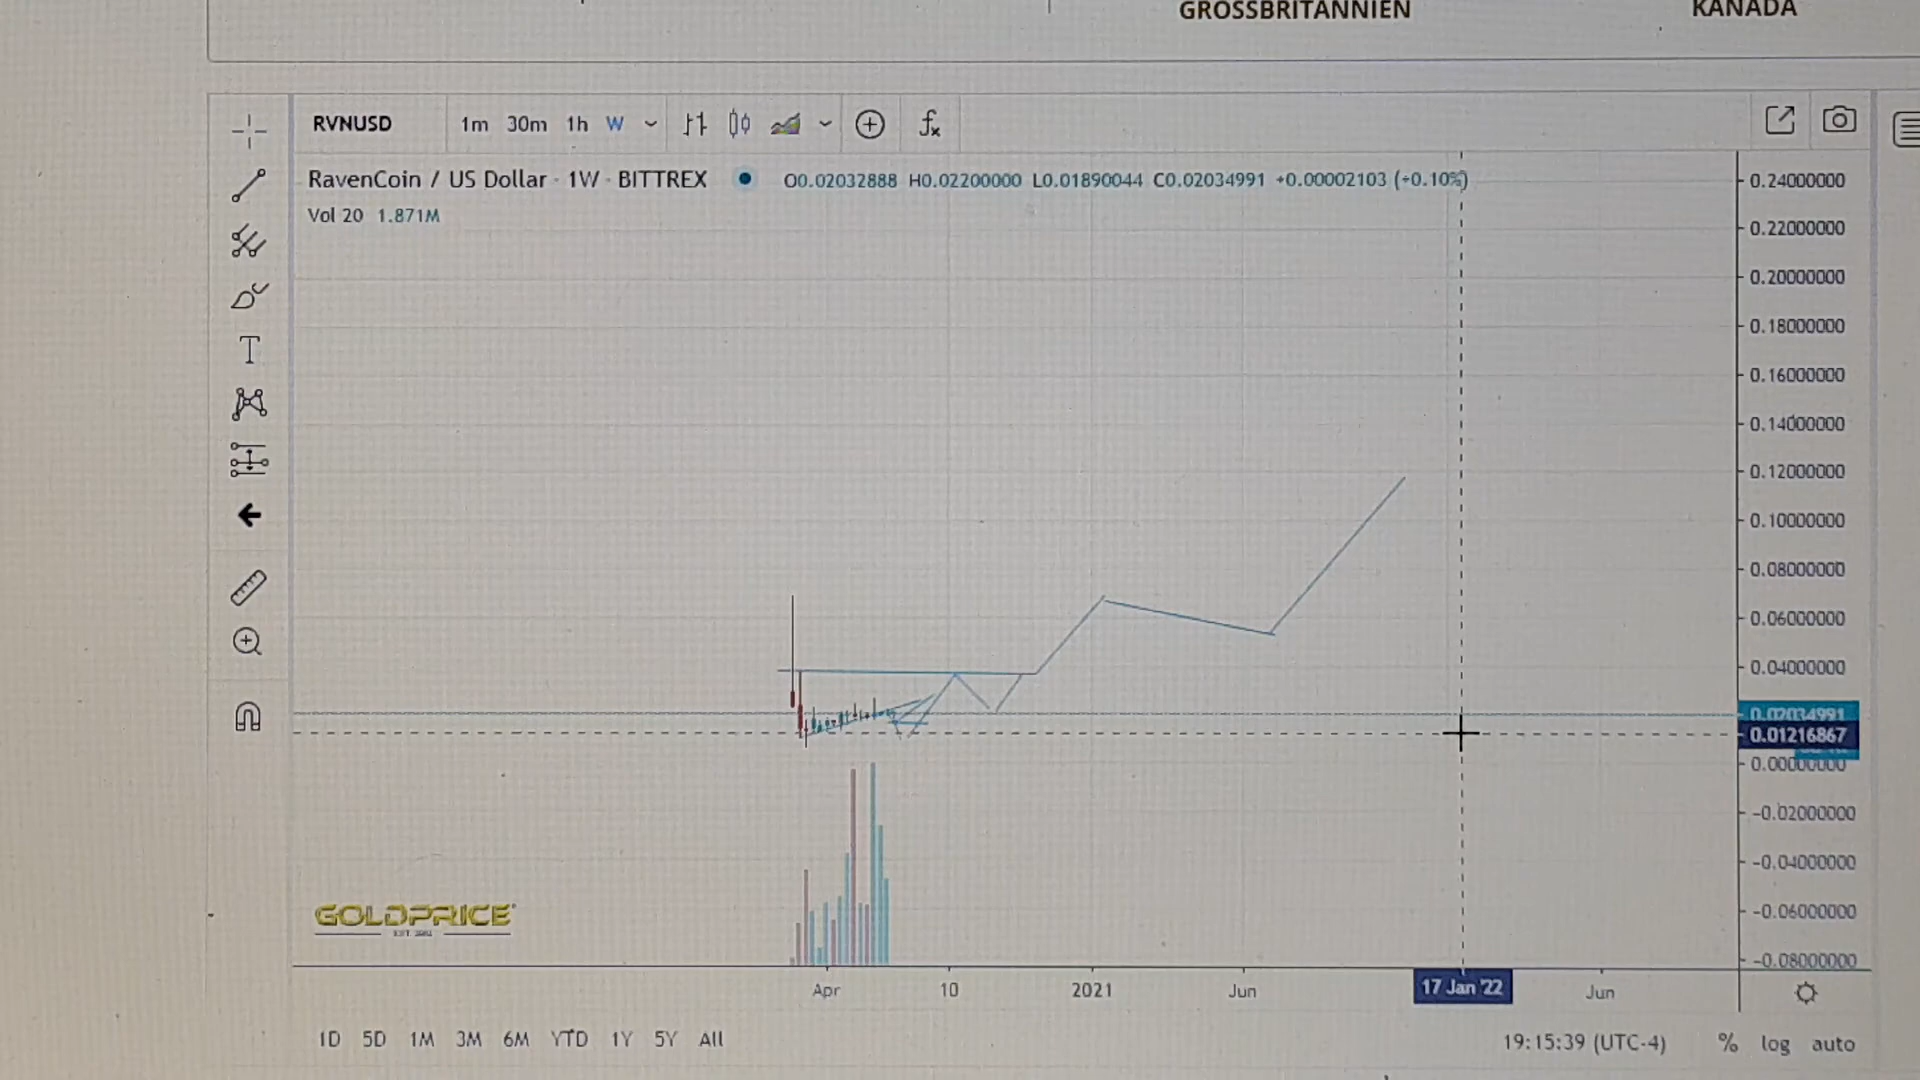 GROSSBRITANNIEN KANADA
RVNUSD 1m 30m 1h W
RavenCoin / US Dollar · 1W · BITTREX O0.02032888 H0.02200000 L0.01890044 C0.02034991 +0.00002103 (+0.10%)
Vol 20 1.871M
0.24000000
0.22000000
0.20000000
0.18000000
0.16000000
0.14000000
0.12000000
0.10000000
0.08000000
0.06000000
0.04000000
0.02034991
0.01216867
0.00000000
-0.02000000
-0.04000000
-0.06000000
-0.08000000
GOLDPRICE
Apr 10 2021 Jun 17 Jan '22 Jun
1D 5D 1M 3M 6M YTD 1Y 5Y All 19:15:39 (UTC-4) % log auto